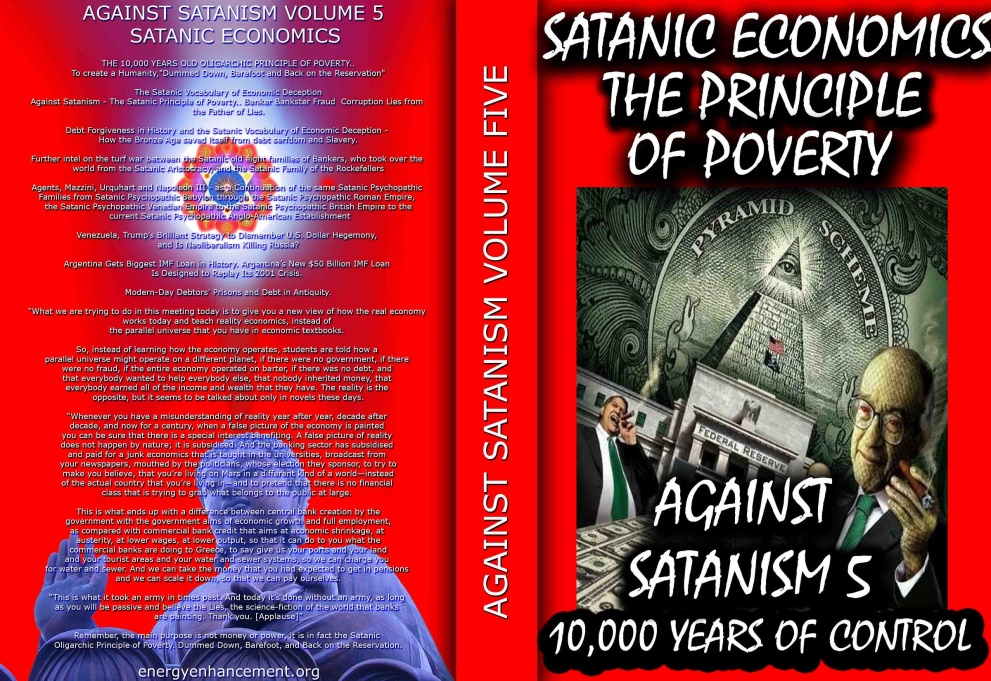 AGAINST SATANISM VOLUME 5
SATANIC ECONOMICS
THE 10,000 YEARS OLD OLIGARCHIC PRINCIPLE OF POVERTY..
To create a Humanity,"Dummed Down, Barefoot and Back on the Reservation"
The Satanic Vocabulary of Economic Deception
Against Satanism - The Satanic Principle of Poverty.. Banker Bankster Fraud Corruption Lies from
the Father of Lies.
Debt Forgiveness in History and the Satanic Vocabulary of Economic Deception -
How the Bronze Age saved itself from debt serfdom and Slavery.
Further intel on the turf war between the Satanic old eight families of Bankers, who took over the
world from the Satanic Aristocracy, and the Satanic Family of the Rockefellers
Agents, Mazzini, Urquhart and Napoleon III - as a Continuation of the same Satanic Psychopathic
Families from Satanic Psychopathic Babylon through the Satanic Psychopathic Roman Empire,
the Satanic Psychopathic Venetian Empire to the Satanic Psychopathic British Empire to the
current Satanic Psychopathic Anglo-American Establishment
Venezuela, Trump's Brilliant Strategy to Dismember U.S. Dollar Hegemony,
and Is Neoliberalism Killing Russia?
Argentina Gets Biggest IMF Loan in History. Argentina's New $50 Billion IMF Loan
Is Designed to Replay Its 2001 Crisis.
Modern-Day Debtors' Prisons and Debt in Antiquity.
"What we are trying to do in this meeting today is to give you a new view of how the real economy
works today and teach reality economics, instead of
the parallel universe that you have in economic textbooks.
So, instead of learning how the economy operates, students are told how a
parallel universe might operate on a different planet, if there were no government, if there
were no fraud, if the entire economy operated on barter, if there was no debt, and
that everybody wanted to help everybody else, that nobody inherited money, that
everybody earned all of the income and wealth that they have. The reality is the
opposite, but it seems to be talked about only in novels these days.
"Whenever you have a misunderstanding of reality year after year, decade after
decade, and now for a century, when a false picture of the economy is painted
you can be sure that there is a special interest benefiting. A false picture of reality
does not happen by nature; it is subsidised. And the banking sector has subsidised
and paid for a junk economics that is taught in the universities, broadcast from
your newspapers, mouthed by the politicians, whose election they sponsor, to try to
make you believe, that you're living on Mars in a different kind of a world—instead
of the actual country that you're living in—and to pretend that there is no financial
class that is trying to grab what belongs to the public at large.
This is what ends up with a difference between central bank creation by the
government with the government aims of economic growth and full employment,
as compared with commercial bank credit that aims at economic shrinkage, at
austerity, at lower wages, at lower output, so that it can do to you what the
commercial banks are doing to Greece, to say give us your ports and your land
and your tourist areas and your water and sewer systems, so we can charge you
for water and sewer. And we can take the money that you had expected to get in pensions
and we can scale it down, so that we can pay ourselves.
"This is what it took an army in times past. And today it's done without an army, as long
as you will be passive and believe the Lies, the science-fiction of the world that banks
are painting. Thank you. [Applause]"
Remember, the main purpose is not money or power, it is in fact the Satanic
Oligarchic Principle of Poverty. Dummed Down, Barefoot, and Back on the Reservation.
energyenhancement.org
AGAINST SATANISM VOLUME FIVE
SATANIC ECONOMICS
THE PRINCIPLE
OF POVERTY
PYRAMID SCHEME
FEDERAL RESERVE
AGAINST
SATANISM 5
10,000 YEARS OF CONTROL